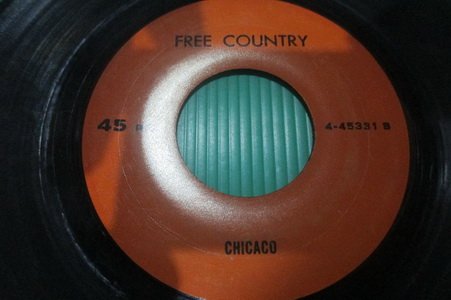 FREE COUNTRY
45 R
4-45331 B
CHICACO